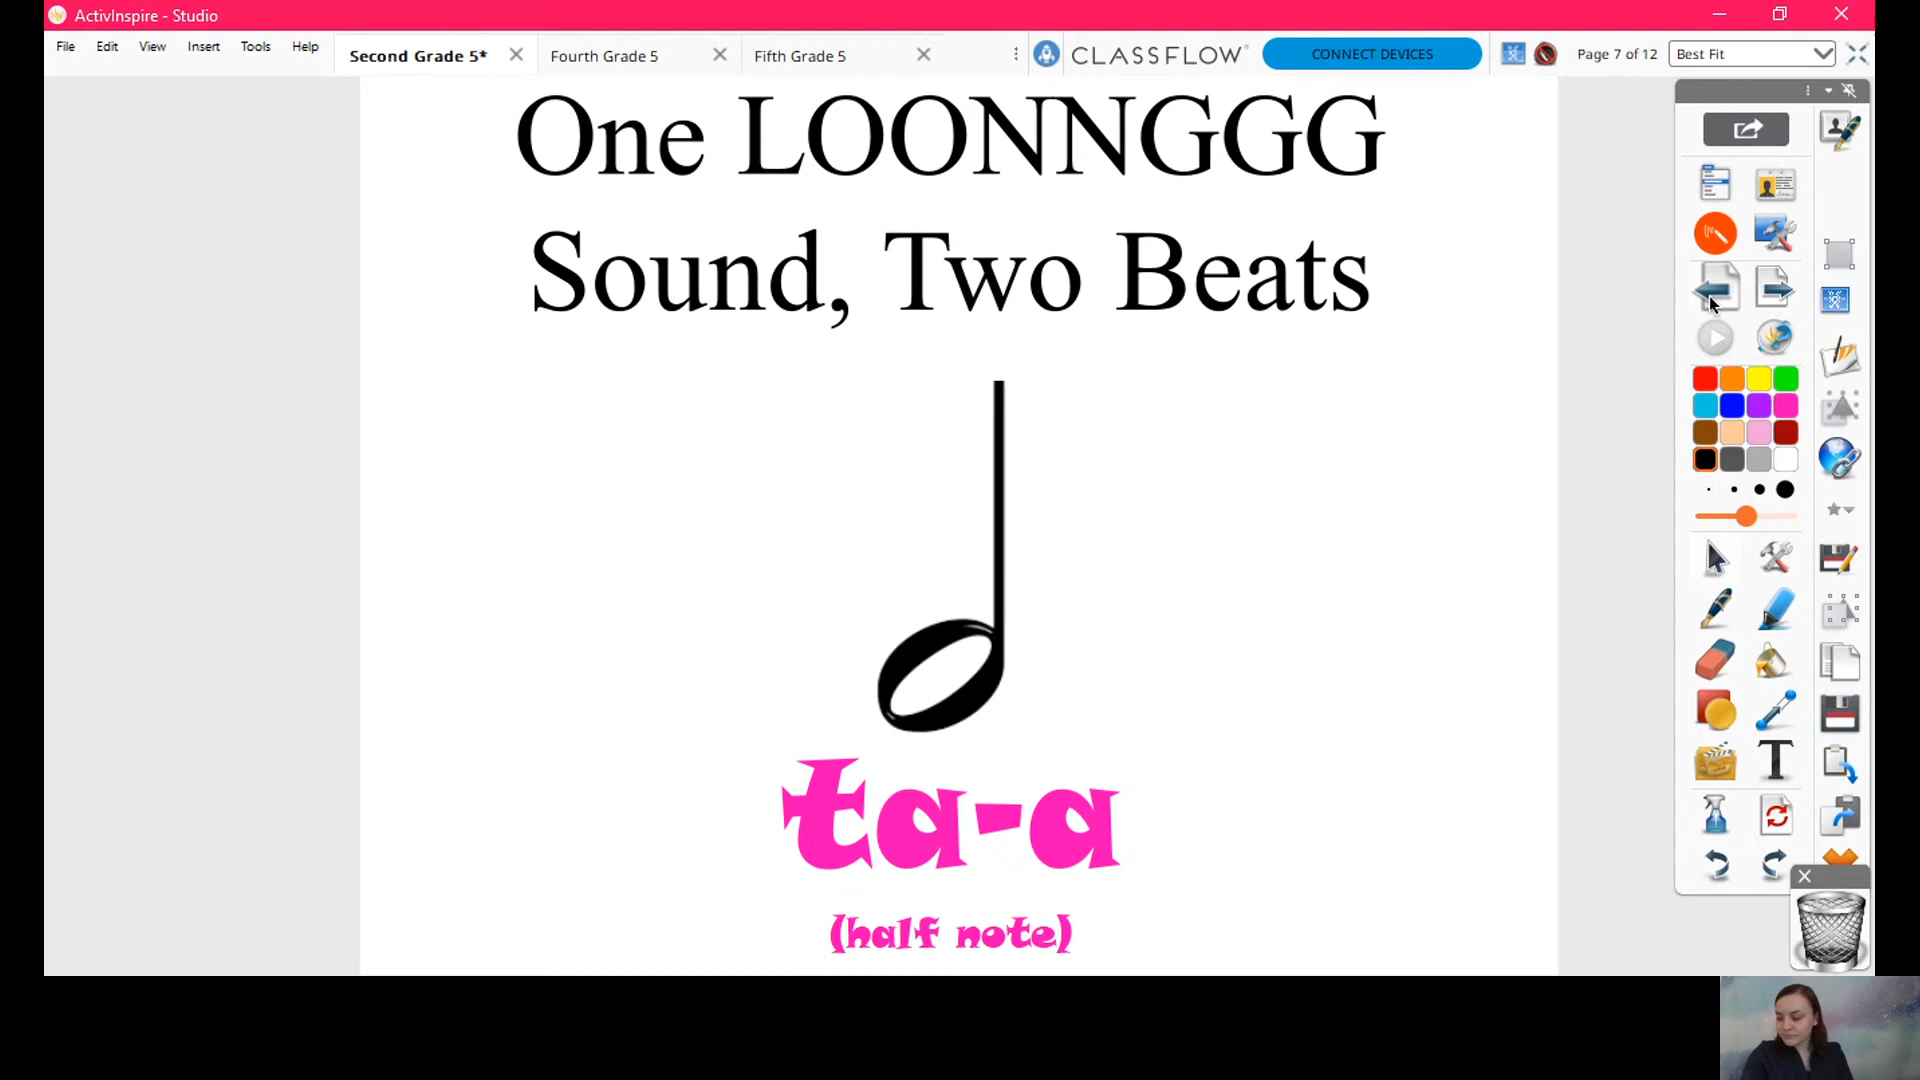 ActivInspire - Studio
File Edit View Insert Tools Help
Second Grade 5* Fourth Grade 5 Fifth Grade 5
CLASSFLOW
CONNECT DEVICES
Page 7 of 12
Best Fit
One LOONNGGG
Sound, Two Beats
ta-a
(half note)
T